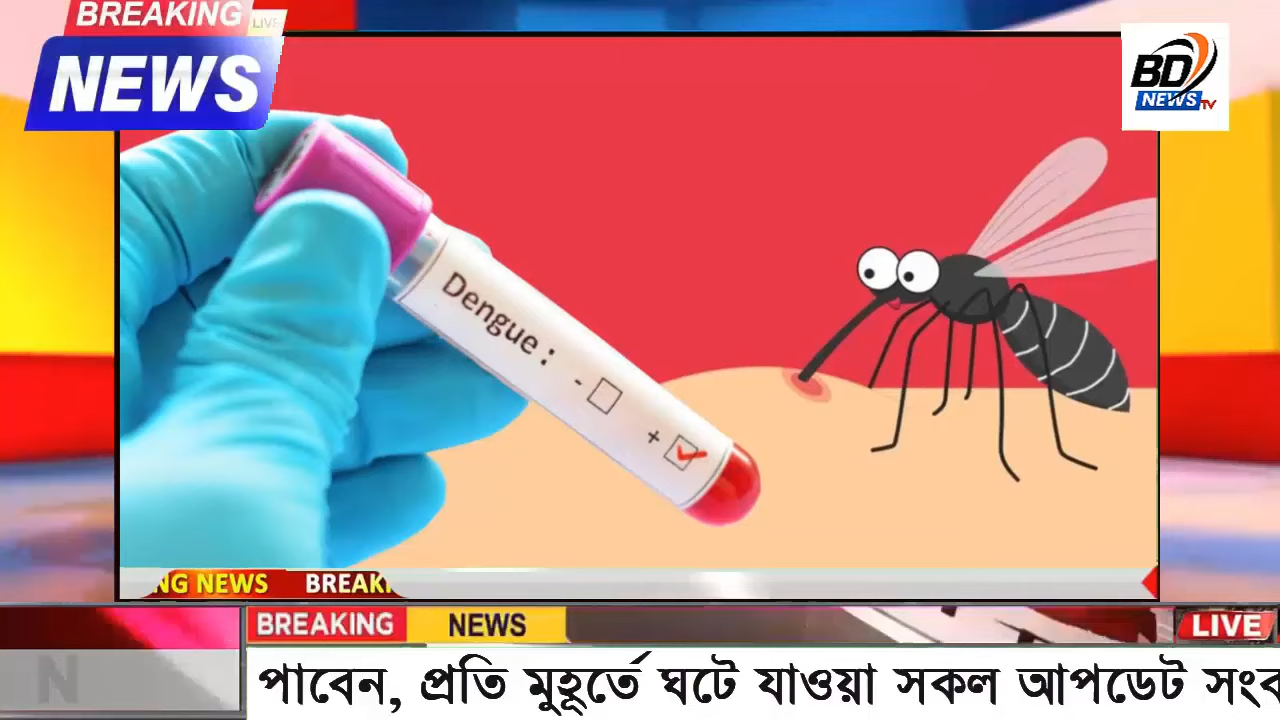 BREAKING
LIVE
NEWS
BD
NEWS TV
Dengue :
-
+
NG NEWS BREAKI
BREAKING NEWS
LIVE
N
পাবেন, প্রতি মুহূর্তে ঘটে যাওয়া সকল আপডেট সংব